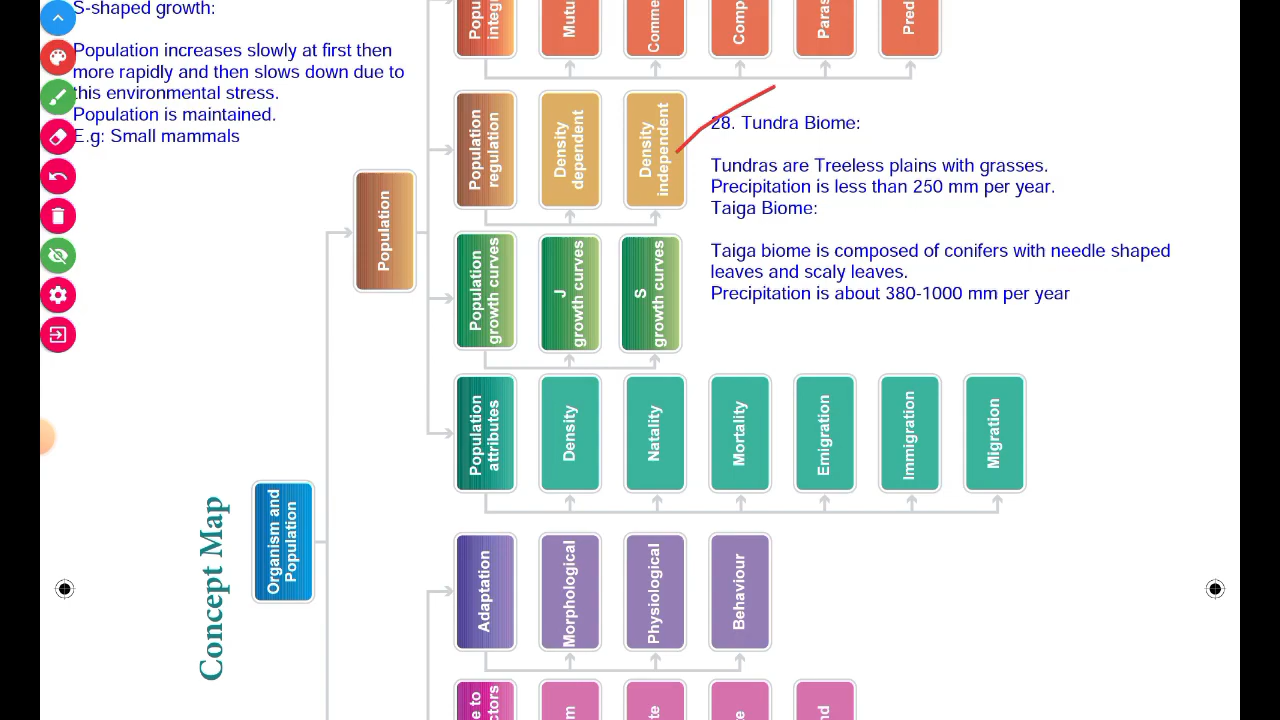 S-shaped growth:
Population increases slowly at first then
more rapidly and then slows down due to
this environmental stress.
Population is maintained.
E.g: Small mammals
28. Tundra Biome:
Tundras are Treeless plains with grasses.
Precipitation is less than 250 mm per year.
Taiga Biome:
Taiga biome is composed of conifers with needle shaped
leaves and scaly leaves.
Precipitation is about 380-1000 mm per year
Concept Map
Organism and
Population
Population
Population
regulation
Density
dependent
Density
independent
Population
growth curves
J
growth curves
S
growth curves
Population
attributes
Density
Natality
Mortality
Emigration
Immigration
Migration
Adaptation
Morphological
Physiological
Behaviour